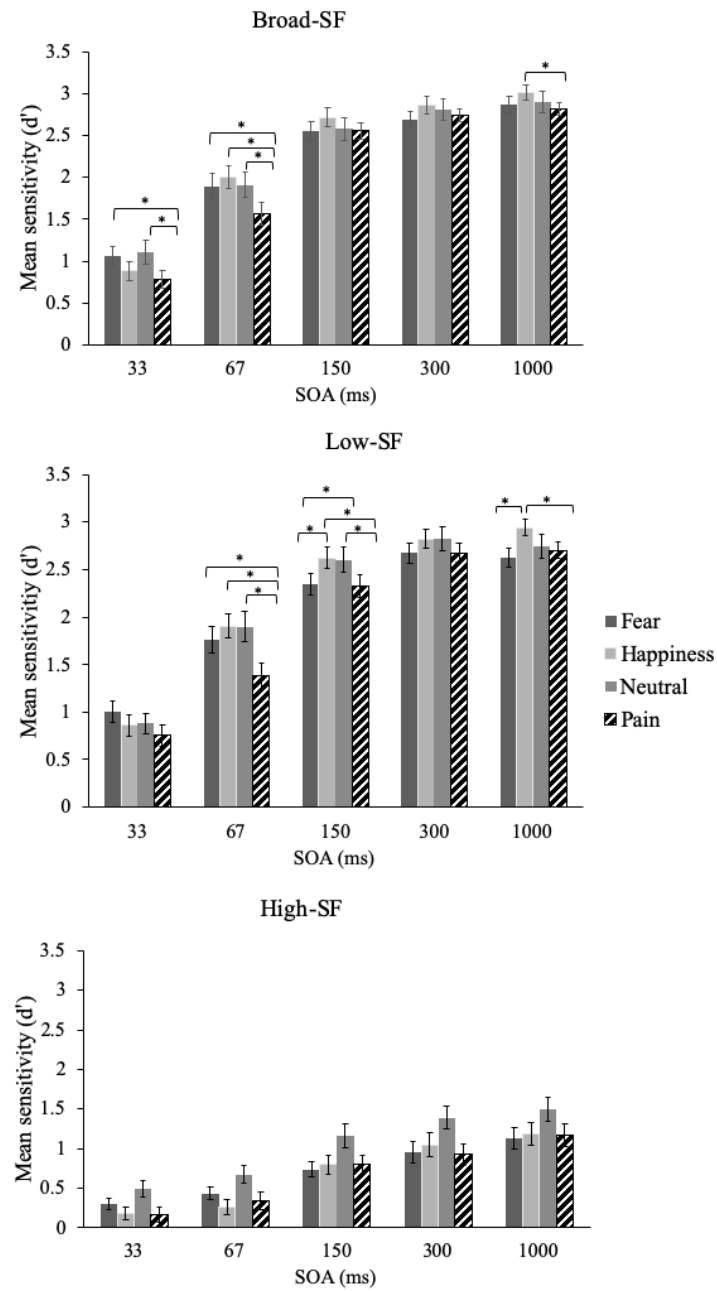 Broad-SF
Mean sensitivity (d')
3.5
3
2.5
2
1.5
1
0.5
0
*
*
*
*
*
*
33 67 150 300 1000
SOA (ms)
Low-SF
Mean sensitivitiy (d')
3.5
3
2.5
2
1.5
1
0.5
0
*
*
*
*
* *
*
* *
33 67 150 300 1000
SOA (ms)
Fear
Happiness
Neutral
Pain
High-SF
Mean sensitivity (d')
3.5
3
2.5
2
1.5
1
0.5
0
33 67 150 300 1000
SOA (ms)